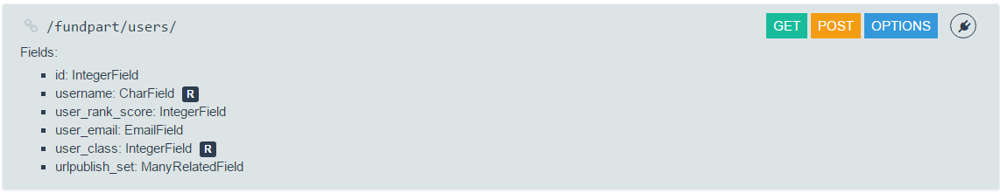 /fundpart/users/ GET POST OPTIONS
Fields:
id: IntegerField
username: CharField R
user_rank_score: IntegerField
user_email: EmailField
user_class: IntegerField R
urlpublish_set: ManyRelatedField